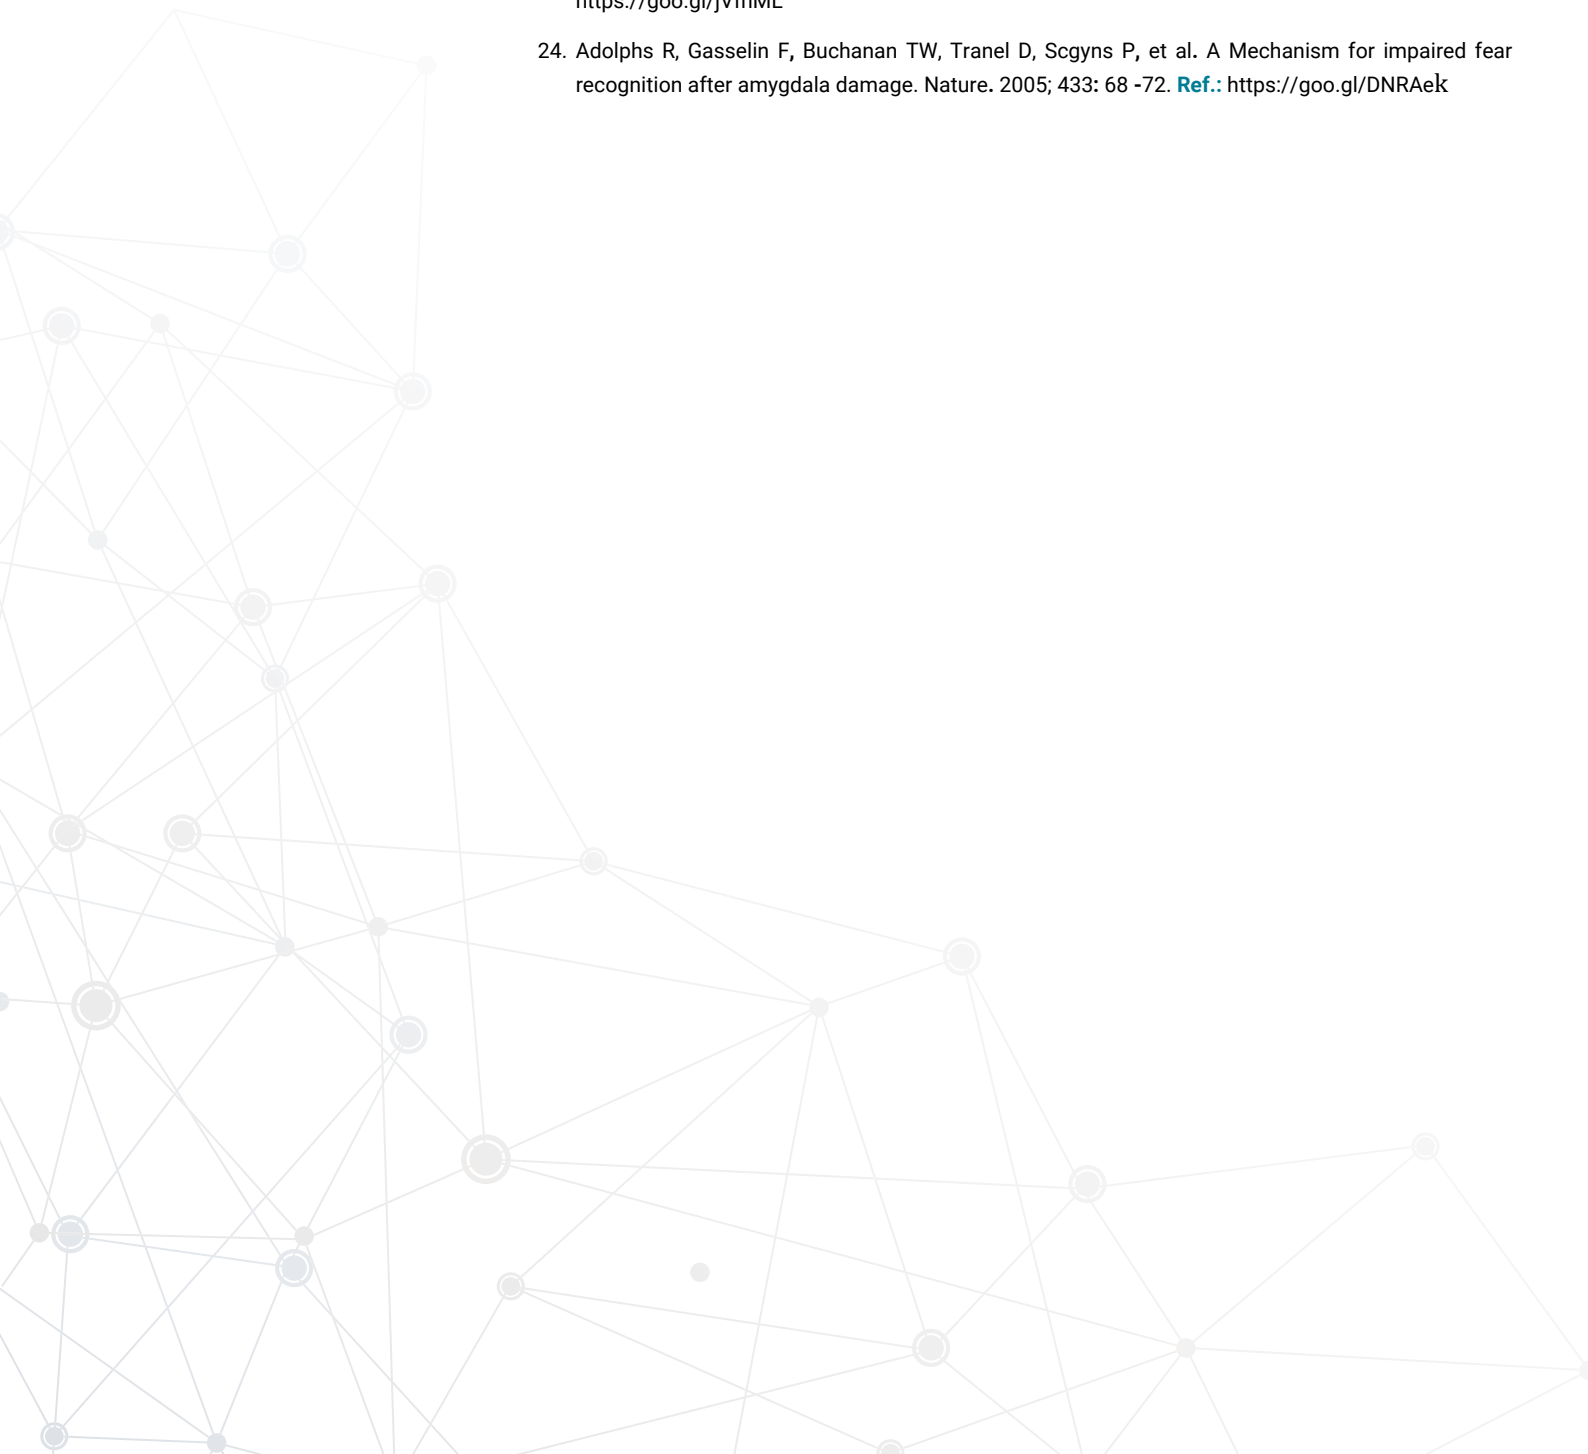 24. Adolphs R, Gasselin F, Buchanan TW, Tranel D, Scgyns P, et al. A Mechanism for impaired fear
recognition after amygdala damage. Nature. 2005; 433: 68 -72. Ref.: https://goo.gl/DNRAek